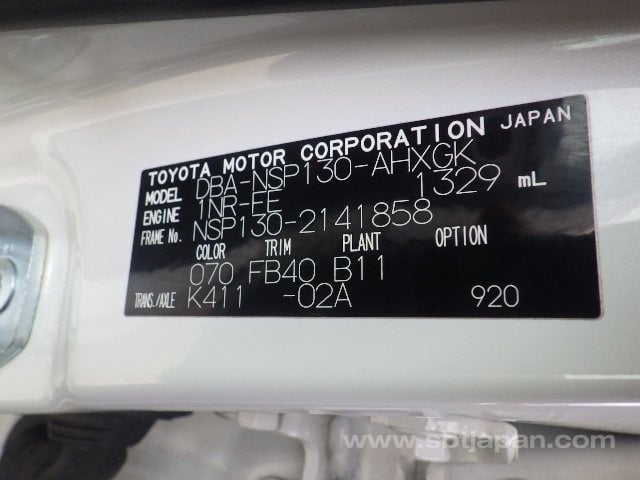 TOYOTA MOTOR CORPORATION JAPAN
MODEL DBA-NSP130-AHXGK
ENGINE 1NR-FE 1329 mL
FRAME No. NSP130-2141858
COLOR TRIM PLANT OPTION
070 FB40 B11
TRANS./AXLE K411 -02A 920
www.sbtjapan.com